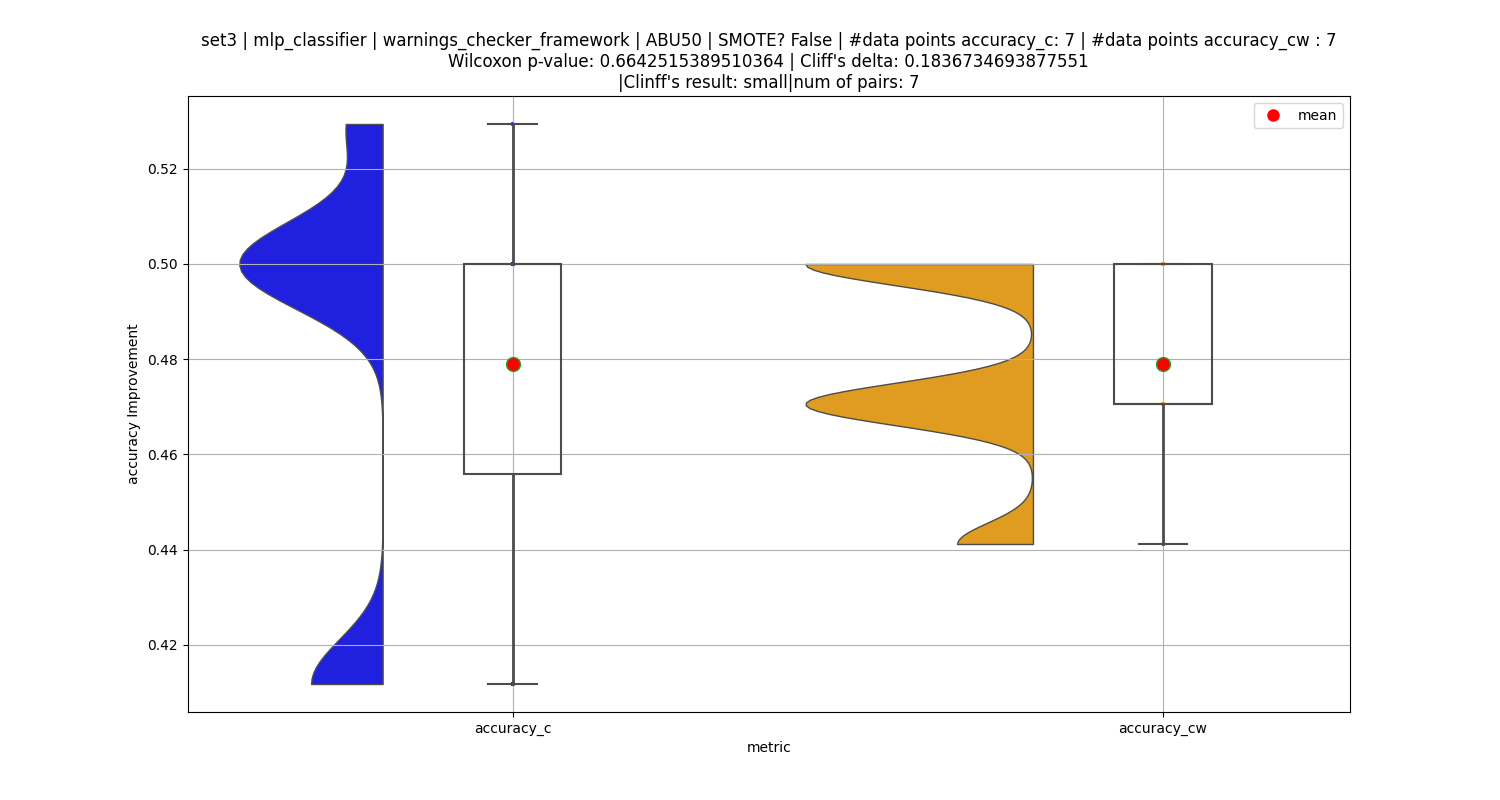 set3 | mlp_classifier | warnings_checker_framework | ABU50 | SMOTE? False | #data points accuracy_c: 7 | #data points accuracy_cw : 7
Wilcoxon p-value: 0.6642515389510364 | Cliff's delta: 0.1836734693877551
|Clinff's result: small|num of pairs: 7
mean
0.52
0.50
0.48
0.46
0.44
0.42
accuracy Improvement
accuracy_c
accuracy_cw
metric